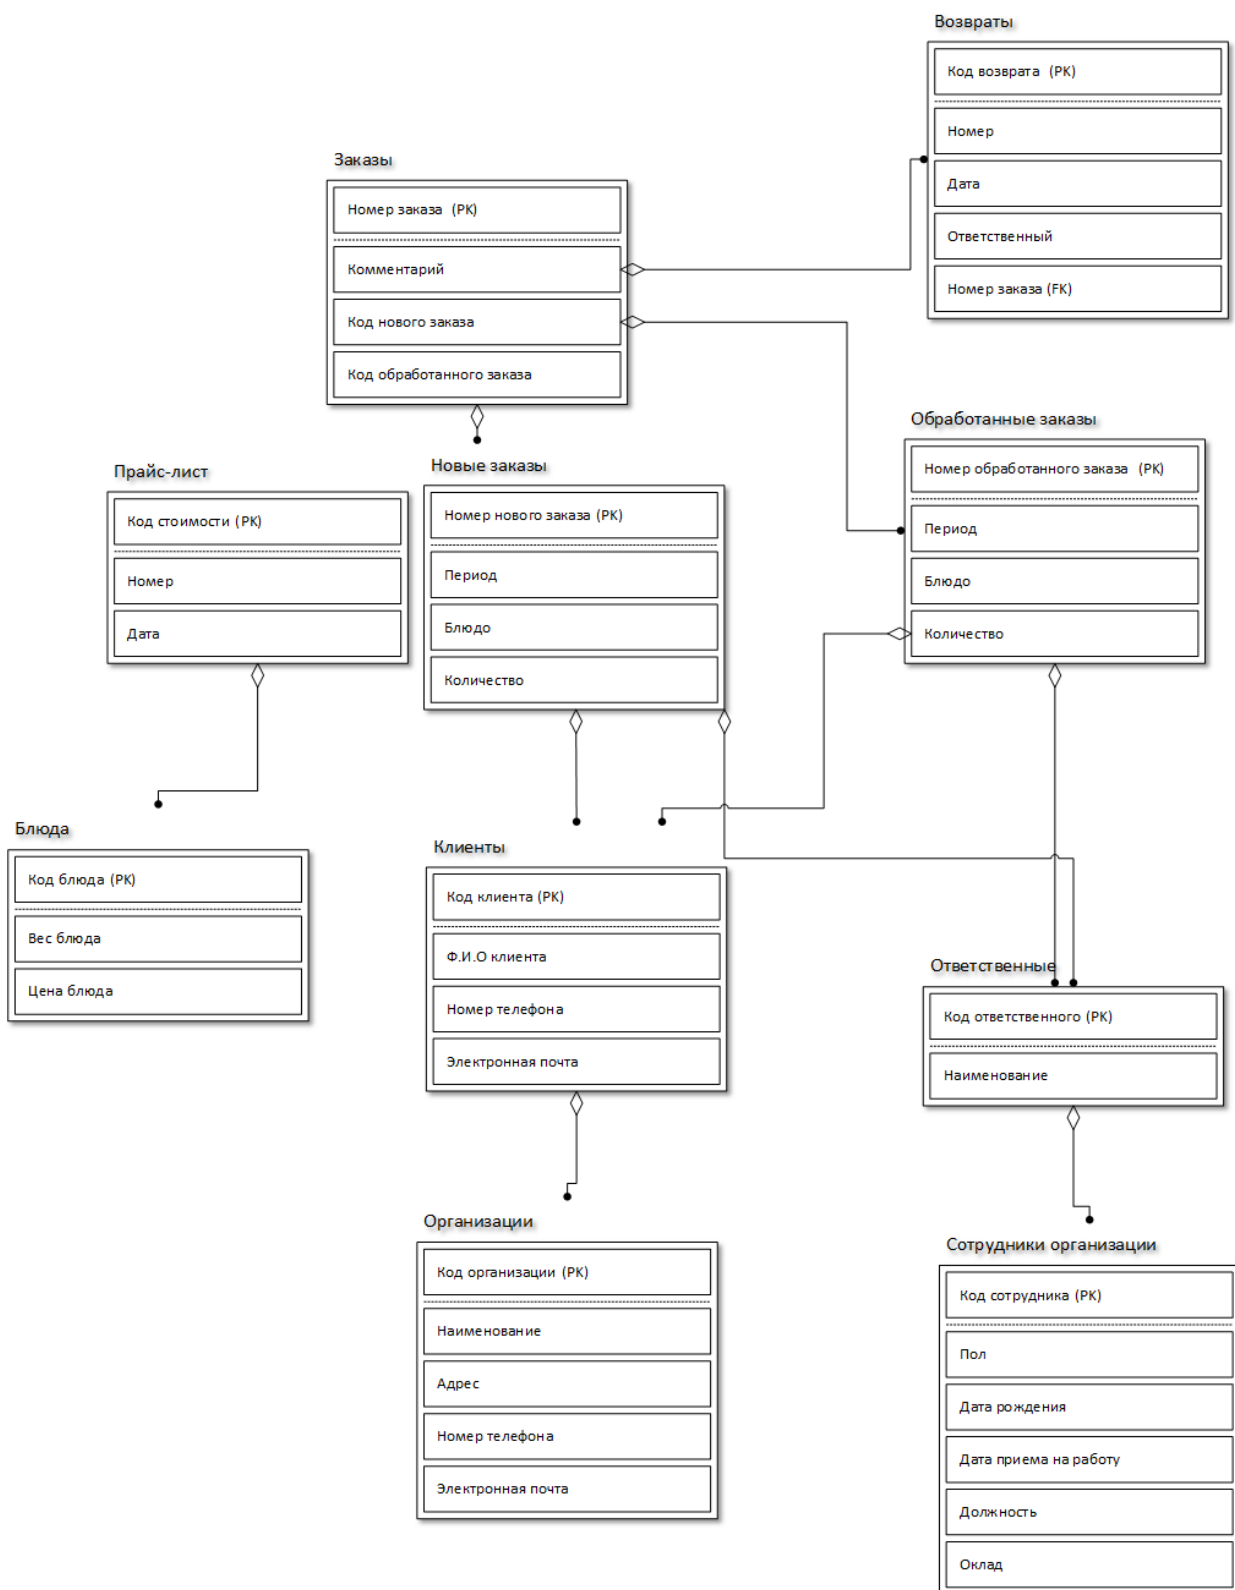 Возвраты
Код возврата (PK)
Номер
Дата
Ответственный
Номер заказа (FK)
Заказы
Номер заказа (PK)
Комментарий
Код нового заказа
Код обработанного заказа
Обработанные заказы
Номер обработанного заказа (PK)
Период
Блюдо
Количество
Прайс-лист
Код стоимости (PK)
Номер
Дата
Новые заказы
Номер нового заказа (PK)
Период
Блюдо
Количество
Блюда
Код блюда (PK)
Вес блюда
Цена блюда
Клиенты
Код клиента (PK)
Ф.И.О клиента
Номер телефона
Электронная почта
Ответственные
Код ответственного (PK)
Наименование
Организации
Код организации (PK)
Наименование
Адрес
Номер телефона
Электронная почта
Сотрудники организации
Код сотрудника (PK)
Пол
Дата рождения
Дата приема на работу
Должность
Оклад